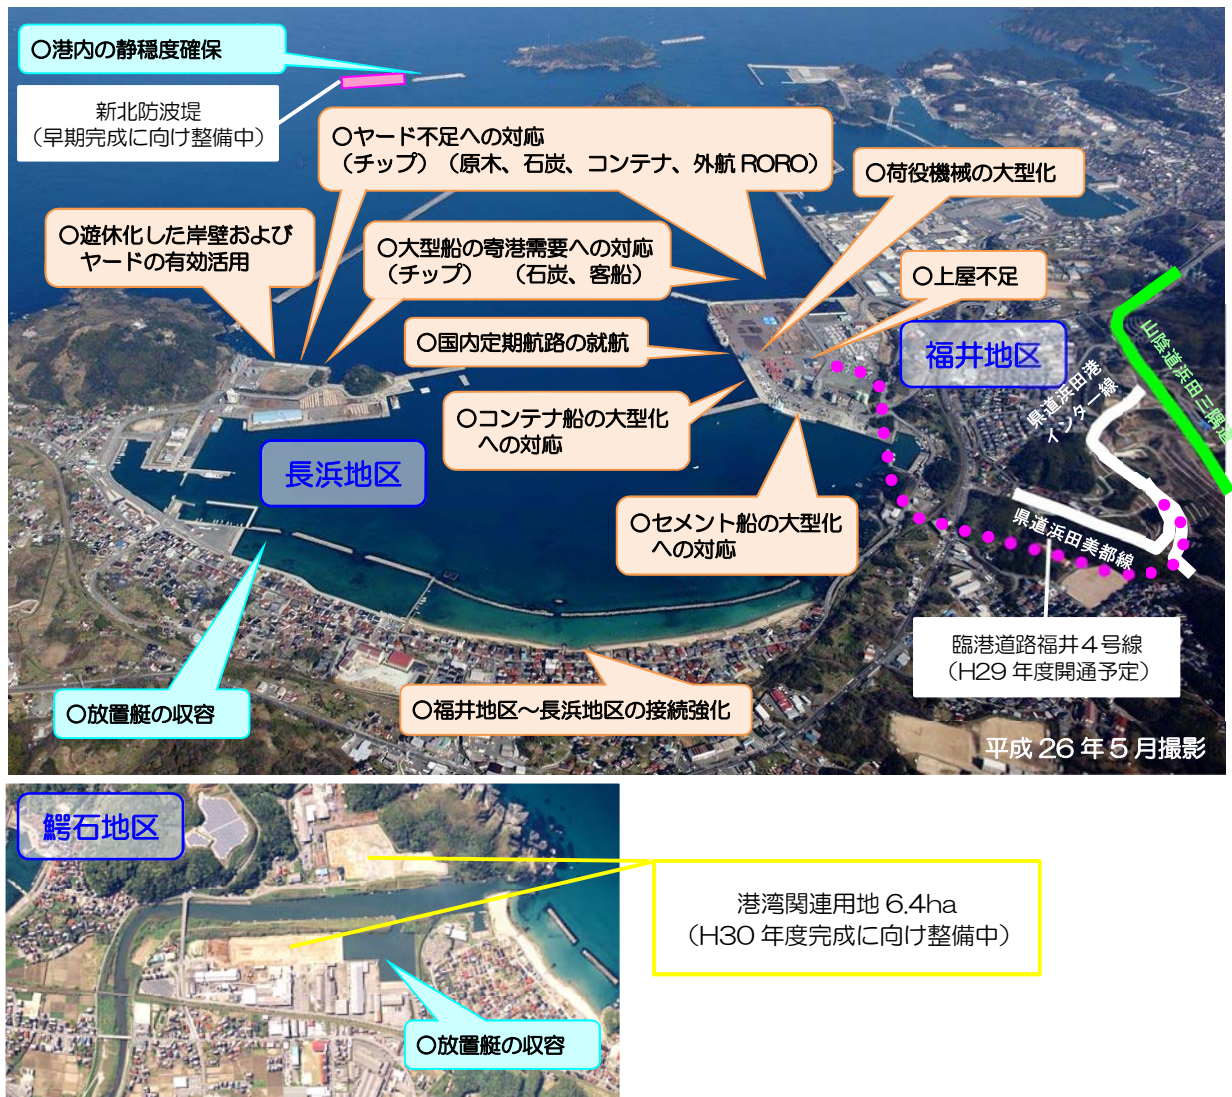 ○港内の静穏度確保
新北防波堤
（早期完成に向け整備中）
○ヤード不足への対応
（チップ）（原木、石炭、コンテナ、外航 RORO）
○荷役機械の大型化
○遊休化した岸壁および
ヤードの有効活用
○大型船の寄港需要への対応
（チップ）　（石炭、客船）
○上屋不足
○国内定期航路の就航
福井地区
山陰道浜田三隅道
県道浜田港
インター線
○コンテナ船の大型化
への対応
長浜地区
○セメント船の大型化
への対応
県道浜田美都線
臨港道路福井４号線
（H29 年度開通予定）
○放置艇の収容
○福井地区～長浜地区の接続強化
平成 26 年 5 月撮影
鰐石地区
港湾関連用地 6.4ha
（H30 年度完成に向け整備中）
○放置艇の収容